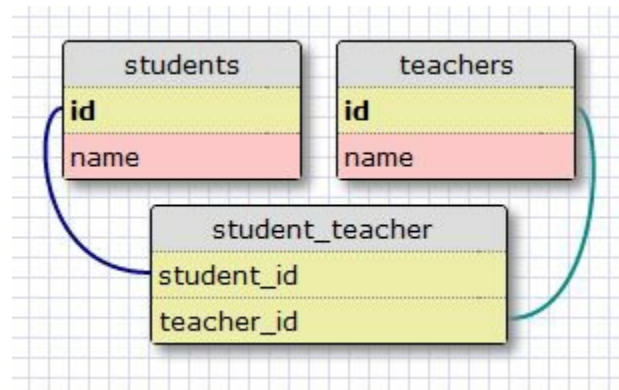 students
id
name
teachers
id
name
student_teacher
student_id
teacher_id